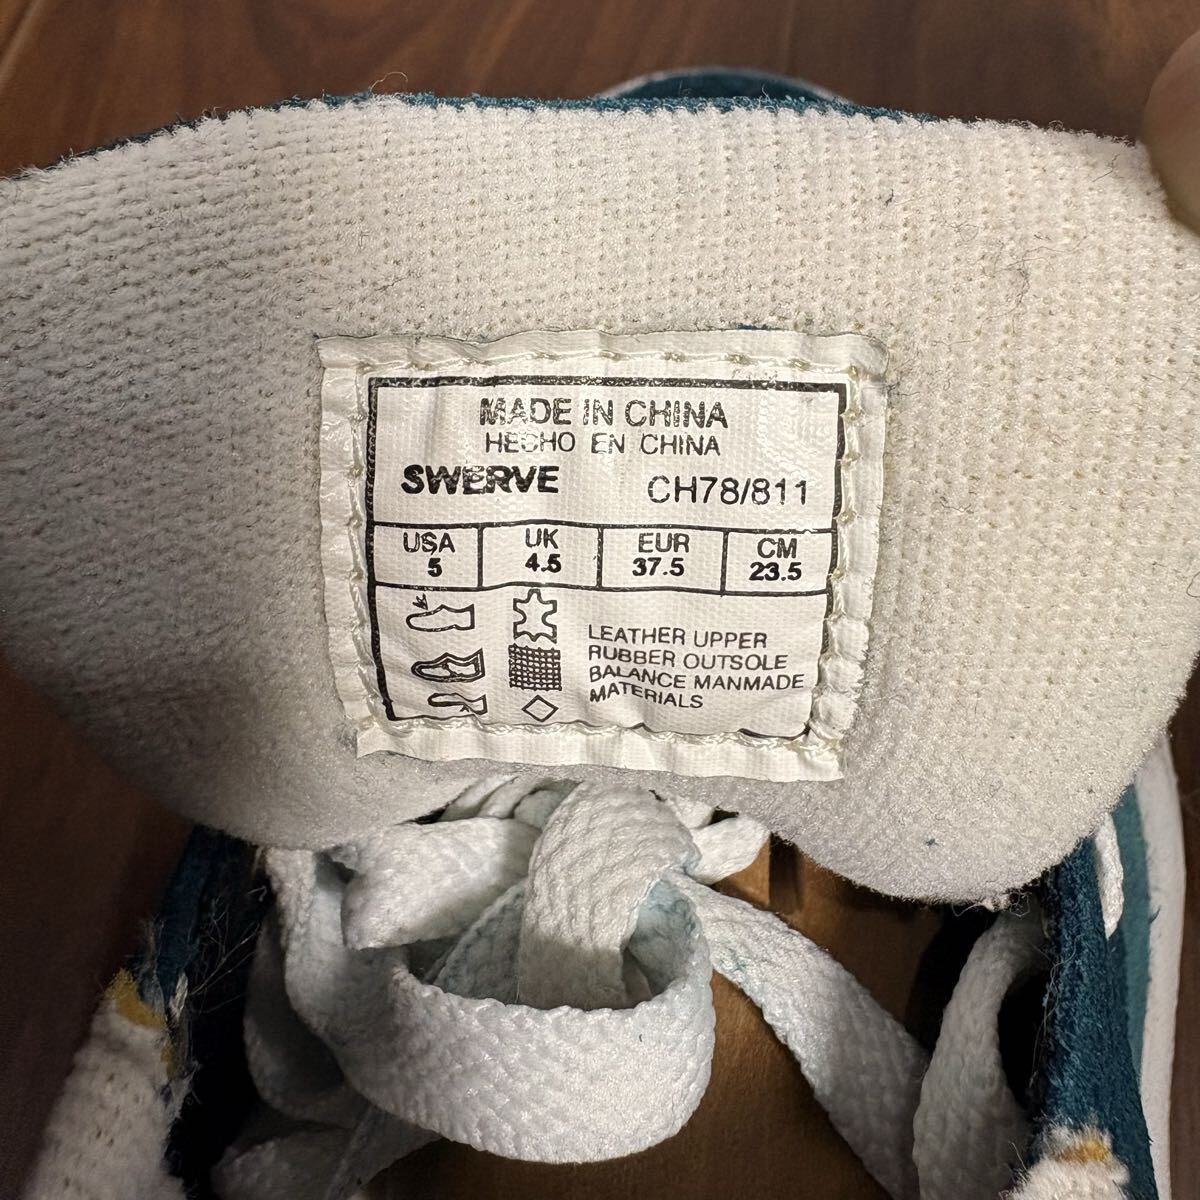 MADE IN CHINA
HECHO EN CHINA
SWERVE CH78/811
USA UK EUR CM
5 4.5 37.5 23.5
LEATHER UPPER
RUBBER OUTSOLE
BALANCE MANMADE
MATERIALS